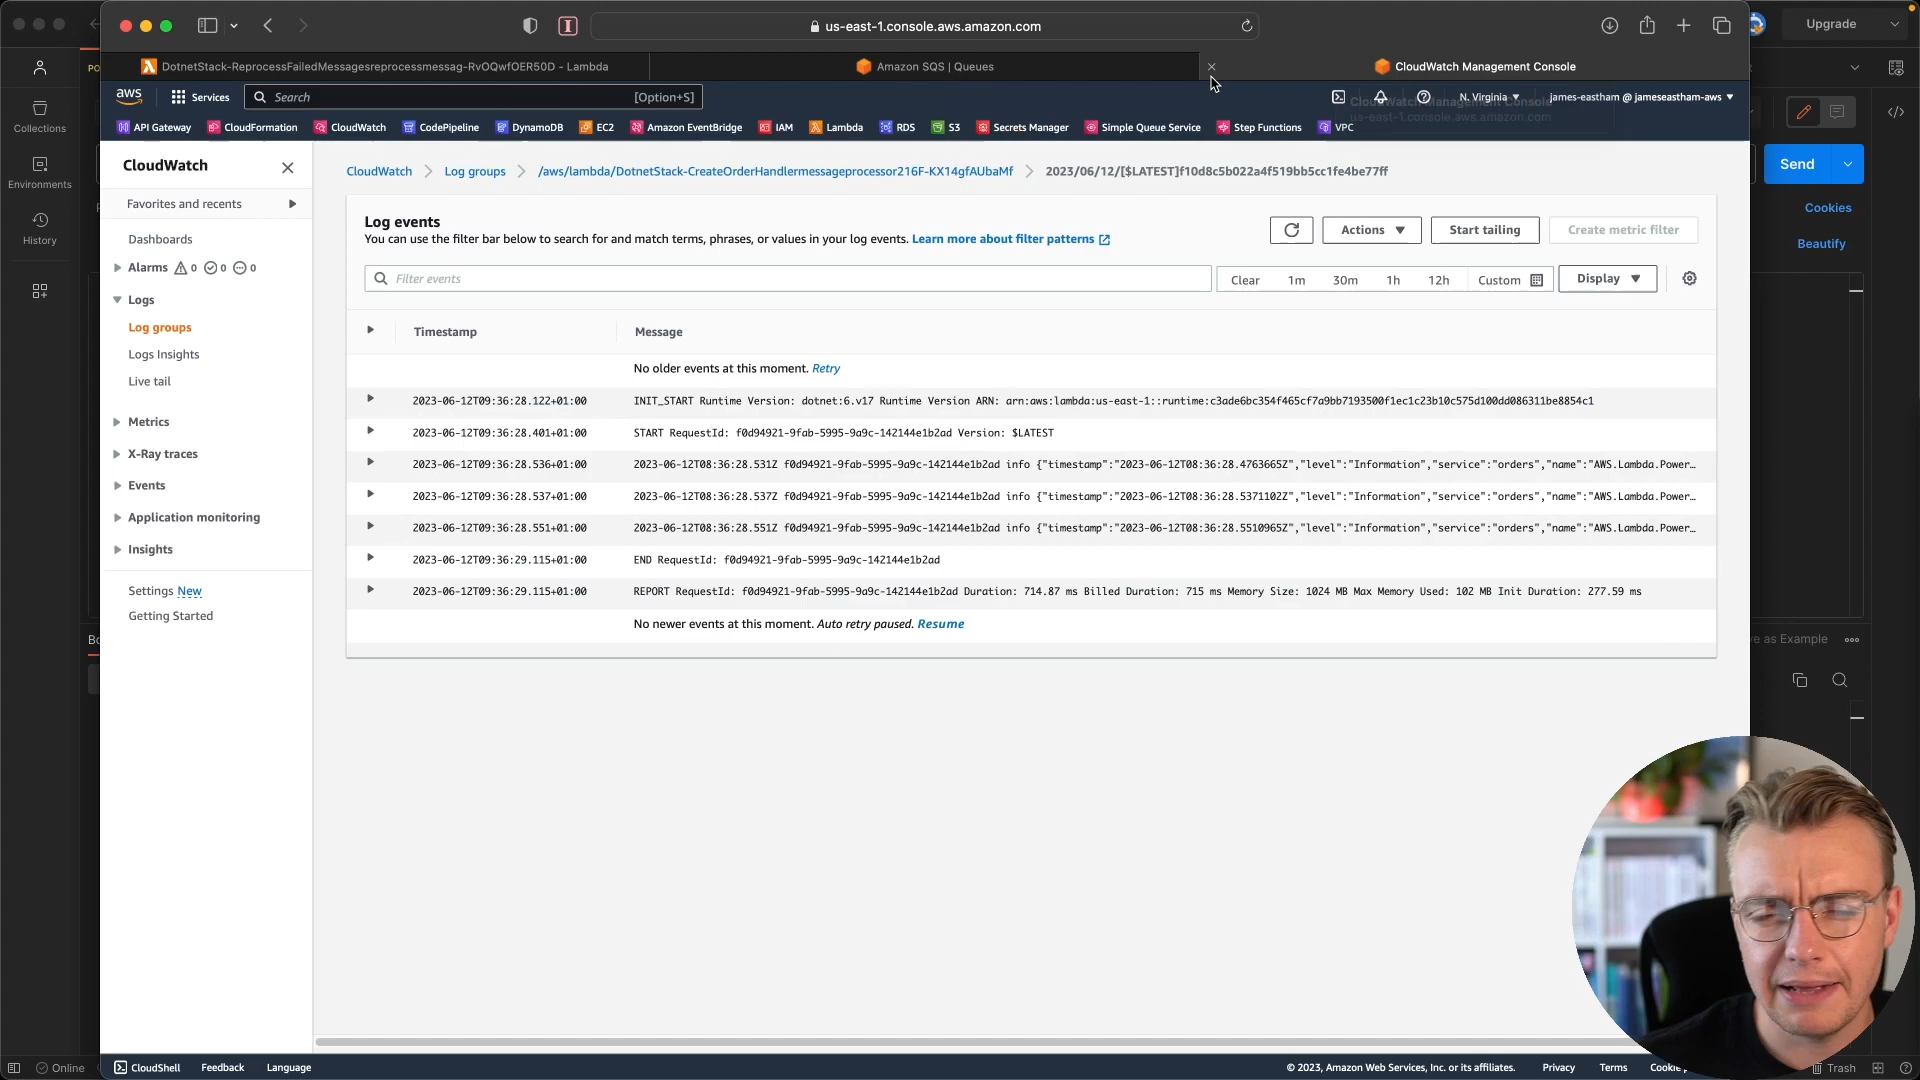 us-east-1.console.aws.amazon.com
Upgrade
DotnetStack-ReprocessFailedMessagesreprocessmessag-RvOQwfOER50D - Lambda
Amazon SQS | Queues
CloudWatch Management Console
PO
aws
Services
Search
[Option+S]
N. Virginia
james-eastham @ jameseastham-aws
CloudWatch Management Console
us-east-1.console.aws.amazon.com
API Gateway
CloudFormation
CloudWatch
CodePipeline
DynamoDB
EC2
Amazon EventBridge
IAM
Lambda
RDS
S3
Secrets Manager
Simple Queue Service
Step Functions
VPC
Collections
Environments
History
Send
Cookies
Beautify
CloudWatch
Favorites and recents
Dashboards
Alarms 0 0 0
Logs
Log groups
Logs Insights
Live tail
Metrics
X-Ray traces
Events
Application monitoring
Insights
Settings New
Getting Started
CloudWatch
Log groups
/aws/lambda/DotnetStack-CreateOrderHandlermessageprocessor216F-KX14gfAUbaMf
2023/06/12/[$LATEST]f10d8c5b022a4f519bb5cc1fe4be77ff
Log events
You can use the filter bar below to search for and match terms, phrases, or values in your log events. Learn more about filter patterns
Actions
Start tailing
Create metric filter
Filter events
Clear
1m
30m
1h
12h
Custom
Display
Timestamp
Message
No older events at this moment. Retry
2023-06-12T09:36:28.122+01:00 INIT_START Runtime Version: dotnet:6.v17 Runtime Version ARN: arn:aws:lambda:us-east-1::runtime:c3ade6bc354f465cf7a9bb7193500f1ec1c23b10c575d100dd086311be8854c1
2023-06-12T09:36:28.401+01:00 START RequestId: f0d94921-9fab-5995-9a9c-142144e1b2ad Version: $LATEST
2023-06-12T09:36:28.536+01:00 2023-06-12T08:36:28.531Z f0d94921-9fab-5995-9a9c-142144e1b2ad info {"timestamp":"2023-06-12T08:36:28.4763665Z","level":"Information","service":"orders","name":"AWS.Lambda.Power…
2023-06-12T09:36:28.537+01:00 2023-06-12T08:36:28.537Z f0d94921-9fab-5995-9a9c-142144e1b2ad info {"timestamp":"2023-06-12T08:36:28.5371102Z","level":"Information","service":"orders","name":"AWS.Lambda.Power…
2023-06-12T09:36:28.551+01:00 2023-06-12T08:36:28.551Z f0d94921-9fab-5995-9a9c-142144e1b2ad info {"timestamp":"2023-06-12T08:36:28.5510965Z","level":"Information","service":"orders","name":"AWS.Lambda.Power…
2023-06-12T09:36:29.115+01:00 END RequestId: f0d94921-9fab-5995-9a9c-142144e1b2ad
2023-06-12T09:36:29.115+01:00 REPORT RequestId: f0d94921-9fab-5995-9a9c-142144e1b2ad Duration: 714.87 ms Billed Duration: 715 ms Memory Size: 1024 MB Max Memory Used: 102 MB Init Duration: 277.59 ms
No newer events at this moment. Auto retry paused. Resume
Bo
ve as Example
Online
CloudShell
Feedback
Language
© 2023, Amazon Web Services, Inc. or its affiliates.
Privacy
Terms
Cookie p
Trash